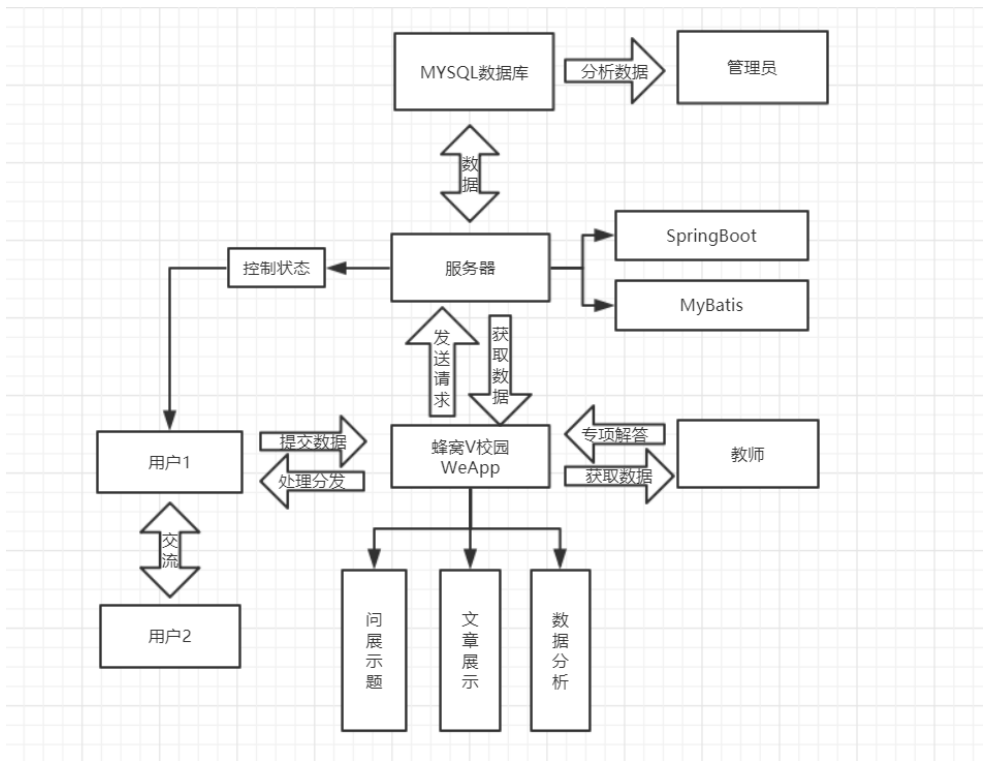 MYSQL数据库
分析数据
管理员
数据
服务器
控制状态
SpringBoot
MyBatis
发送请求
获取数据
用户1
提交数据
处理分发
蜂窝V校园
WeApp
专项解答
获取数据
教师
交流
用户2
问展示题
文章展示
数据分析